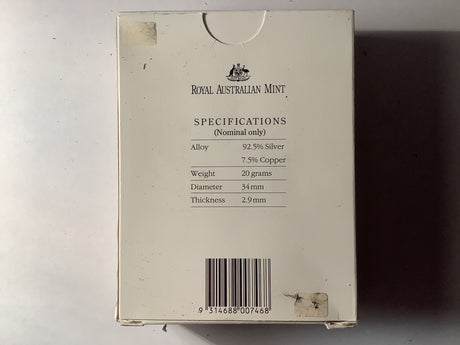 ROYAL AUSTRALIAN MINT
SPECIFICATIONS
(Nominal only)
Alloy 92.5% Silver
7.5% Copper
Weight 20 grams
Diameter 34mm
Thickness 2.9mm
9 314688 007468